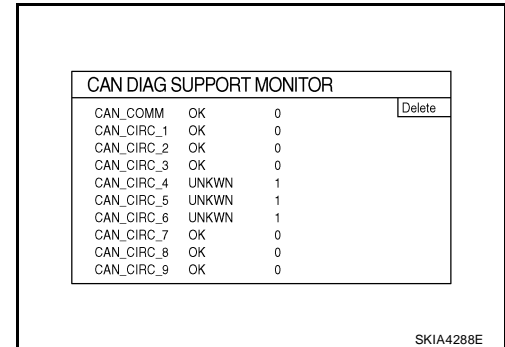 CAN DIAG SUPPORT MONITOR
Delete
CAN_COMM OK 0
CAN_CIRC_1 OK 0
CAN_CIRC_2 OK 0
CAN_CIRC_3 OK 0
CAN_CIRC_4 UNKWN 1
CAN_CIRC_5 UNKWN 1
CAN_CIRC_6 UNKWN 1
CAN_CIRC_7 OK 0
CAN_CIRC_8 OK 0
CAN_CIRC_9 OK 0
SKIA4288E